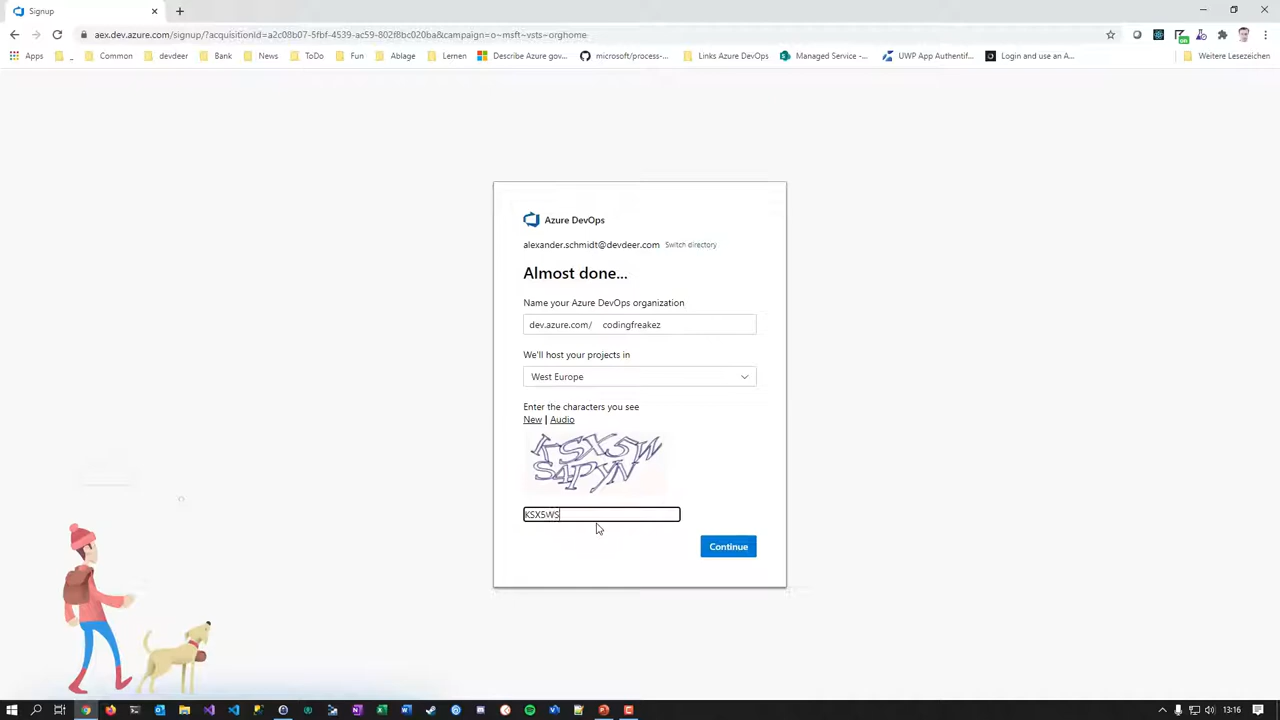 Signup
aex.dev.azure.com/signup/?acquisitionId=a2c08b07-5fbf-4539-ac59-802f8bc020ba&campaign=o~msft~vsts~orghome
Apps _ Common devdeer Bank News ToDo Fun Ablage Lernen Describe Azure gov... microsoft/process-... Links Azure DevOps Managed Service -... UWP App Authentif... Login and use an A... Weitere Lesezeichen
Azure DevOps
alexander.schmidt@devdeer.com Switch directory
Almost done...
Name your Azure DevOps organization
dev.azure.com/ codingfreakez
We'll host your projects in
West Europe
Enter the characters you see
New | Audio
KSX5W
SAPYN
KSX5WS
Continue
13:16